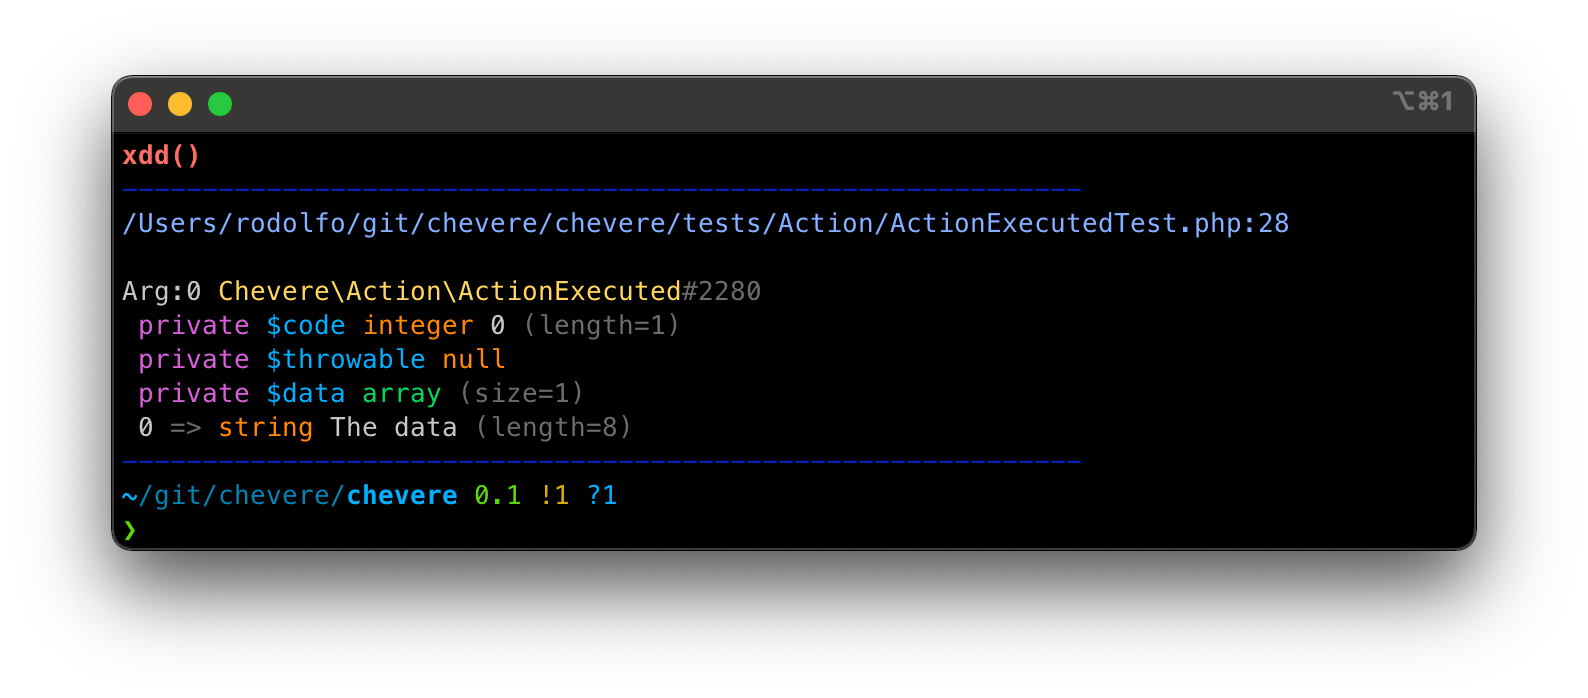 ⌥⌘1
xdd()
------------------------------------------------------------
/Users/rodolfo/git/chevere/chevere/tests/Action/ActionExecutedTest.php:28
Arg:0 Chevere\Action\ActionExecuted#2280
private $code integer 0 (length=1)
private $throwable null
private $data array (size=1)
0 => string The data (length=8)
------------------------------------------------------------
~/git/chevere/chevere 0.1 !1 ?1
❯